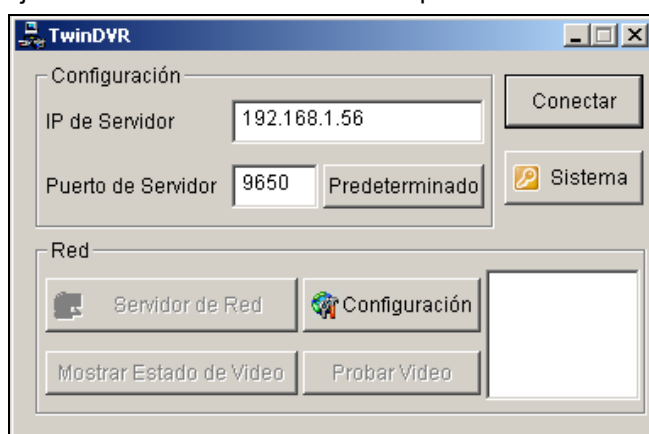 TwinDVR
Configuración
IP de Servidor 192.168.1.56
Conectar
Puerto de Servidor 9650 Predeterminado
Sistema
Red
Servidor de Red Configuración
Mostrar Estado de Video Probar Video